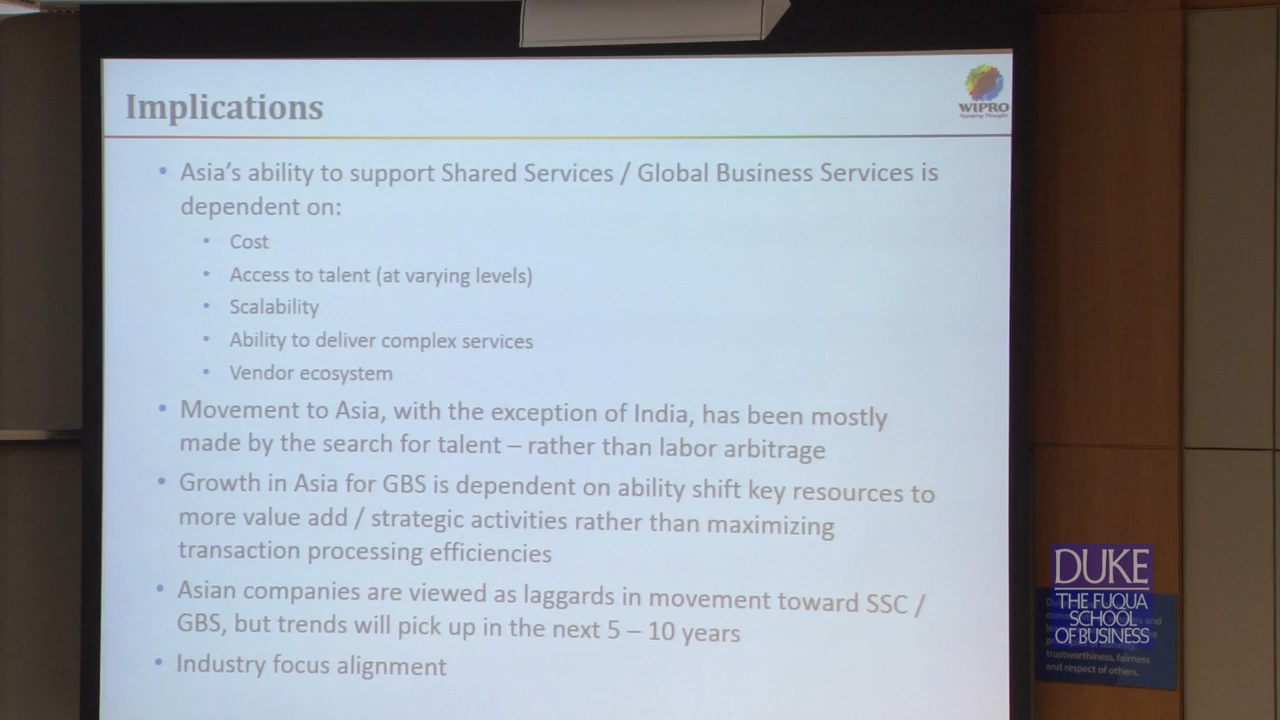 Implications
WIPRO
Applying Thought
• Asia's ability to support Shared Services / Global Business Services is
dependent on:
• Cost
• Access to talent (at varying levels)
• Scalability
• Ability to deliver complex services
• Vendor ecosystem
• Movement to Asia, with the exception of India, has been mostly
made by the search for talent – rather than labor arbitrage
• Growth in Asia for GBS is dependent on ability shift key resources to
more value add / strategic activities rather than maximizing
transaction processing efficiencies
• Asian companies are viewed as laggards in movement toward SSC /
GBS, but trends will pick up in the next 5 – 10 years
• Industry focus alignment
DUKE
THE FUQUA
SCHOOL
OF BUSINESS
and
trustworthiness, fairness
and respect of others.